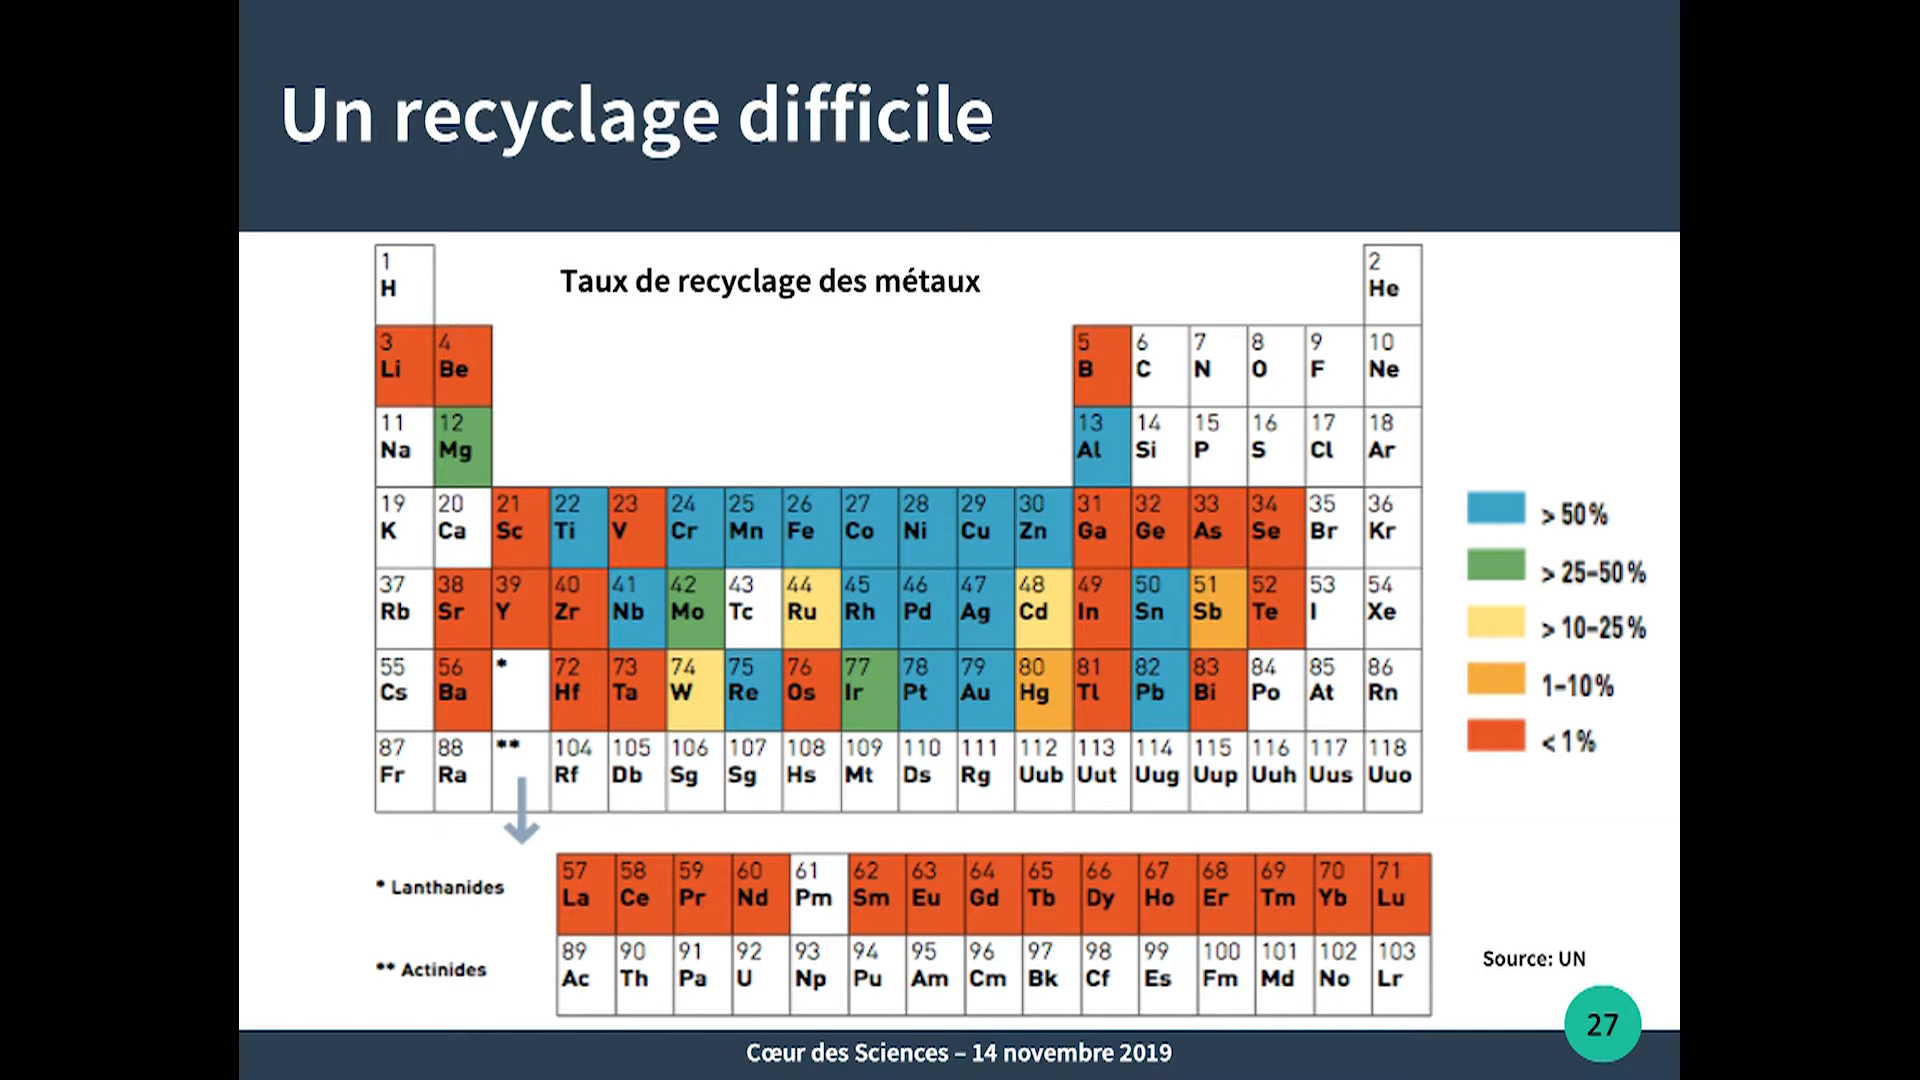 Un recyclage difficile
Taux de recyclage des métaux
1 2
H He
3 4 5 6 7 8 9 10
Li Be B C N O F Ne
11 12 13 14 15 16 17 18
Na Mg Al Si P S Cl Ar
19 20 21 22 23 24 25 26 27 28 29 30 31 32 33 34 35 36
K Ca Sc Ti V Cr Mn Fe Co Ni Cu Zn Ga Ge As Se Br Kr
37 38 39 40 41 42 43 44 45 46 47 48 49 50 51 52 53 54
Rb Sr Y Zr Nb Mo Tc Ru Rh Pd Ag Cd In Sn Sb Te I Xe
55 56 * 72 73 74 75 76 77 78 79 80 81 82 83 84 85 86
Cs Ba Hf Ta W Re Os Ir Pt Au Hg Tl Pb Bi Po At Rn
87 88 ** 104 105 106 107 108 109 110 111 112 113 114 115 116 117 118
Fr Ra Rf Db Sg Sg Hs Mt Ds Rg Uub Uut Uug Uup Uuh Uus Uuo
> 50 %
> 25–50 %
> 10–25 %
1–10 %
< 1 %
* Lanthanides
57 58 59 60 61 62 63 64 65 66 67 68 69 70 71
La Ce Pr Nd Pm Sm Eu Gd Tb Dy Ho Er Tm Yb Lu
** Actinides
89 90 91 92 93 94 95 96 97 98 99 100 101 102 103
Ac Th Pa U Np Pu Am Cm Bk Cf Es Fm Md No Lr
Source: UN
27
Cœur des Sciences – 14 novembre 2019